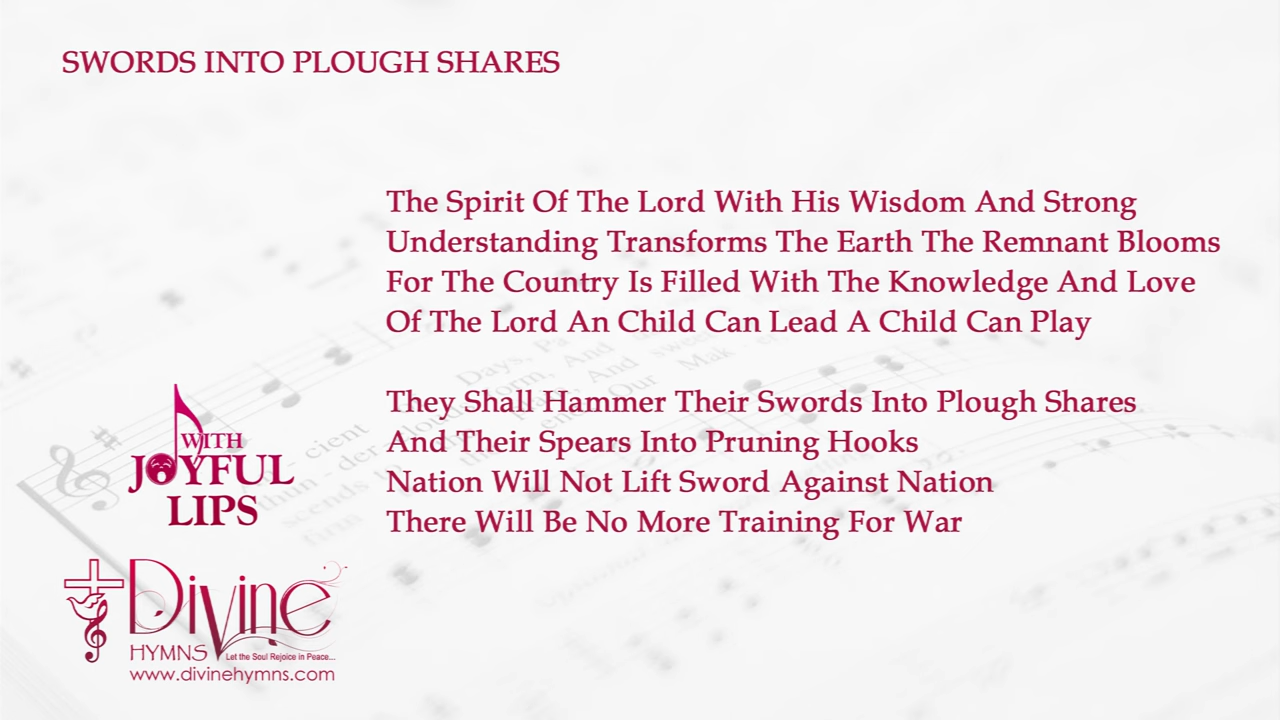 SWORDS INTO PLOUGH SHARES
The Spirit Of The Lord With His Wisdom And Strong
Understanding Transforms The Earth The Remnant Blooms
For The Country Is Filled With The Knowledge And Love
Of The Lord An Child Can Lead A Child Can Play
They Shall Hammer Their Swords Into Plough Shares
And Their Spears Into Pruning Hooks
Nation Will Not Lift Sword Against Nation
There Will Be No More Training For War
WITH
JOYFUL
LIPS
Divine
HYMNS
Let the Soul Rejoice in Peace...
www.divinehymns.com